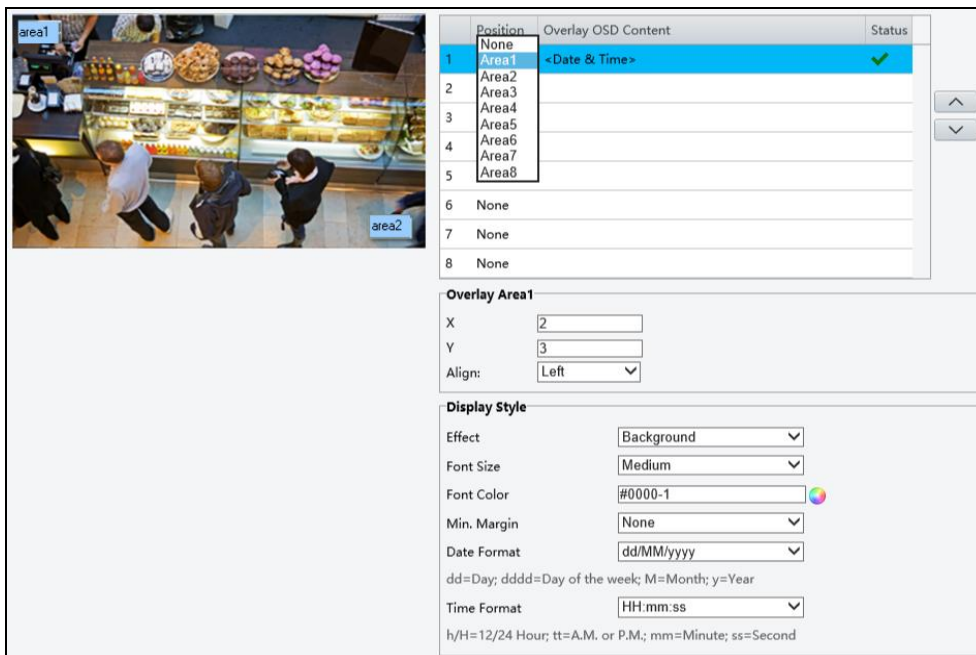 area1
area2
Position Overlay OSD Content Status
None
1 Area1 <Date & Time>
Area2
2 Area3
Area4
3 Area5
4 Area6
Area7
5 Area8
6 None
7 None
8 None
Overlay Area1
X 2
Y 3
Align: Left
Display Style
Effect Background
Font Size Medium
Font Color #0000-1
Min. Margin None
Date Format dd/MM/yyyy
dd=Day; dddd=Day of the week; M=Month; y=Year
Time Format HH:mm:ss
h/H=12/24 Hour; tt=A.M. or P.M.; mm=Minute; ss=Second